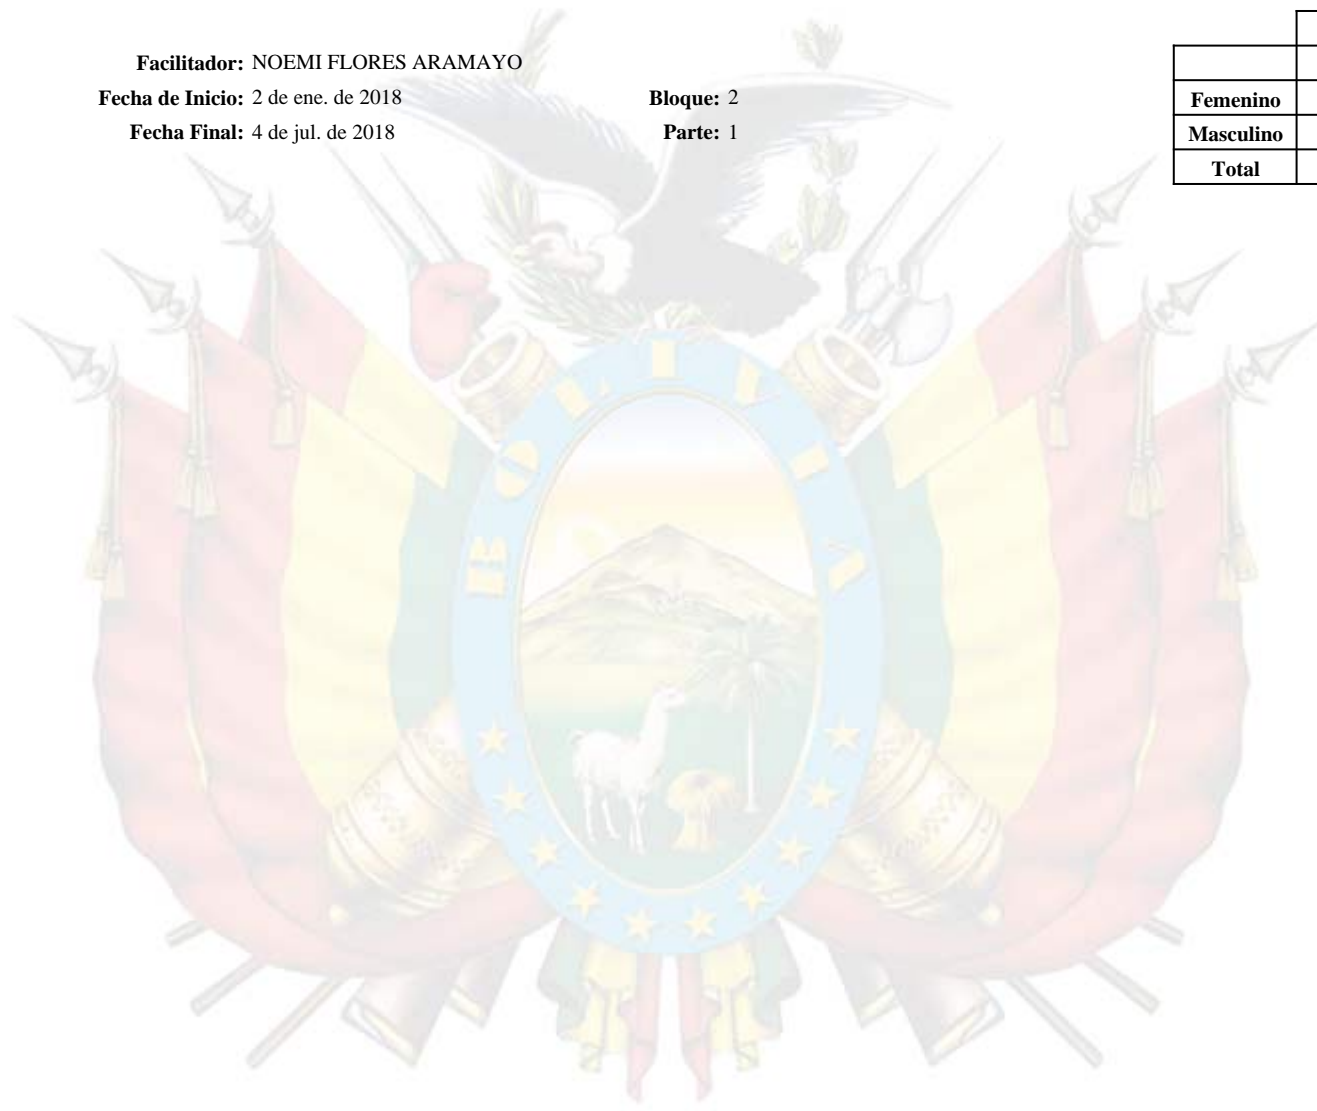 Facilitador: NOEMI FLORES ARAMAYO
Fecha de Inicio: 2 de ene. de 2018 Bloque: 2
Fecha Final: 4 de jul. de 2018 Parte: 1
Femenino
Masculino
Total
BOLIVIA